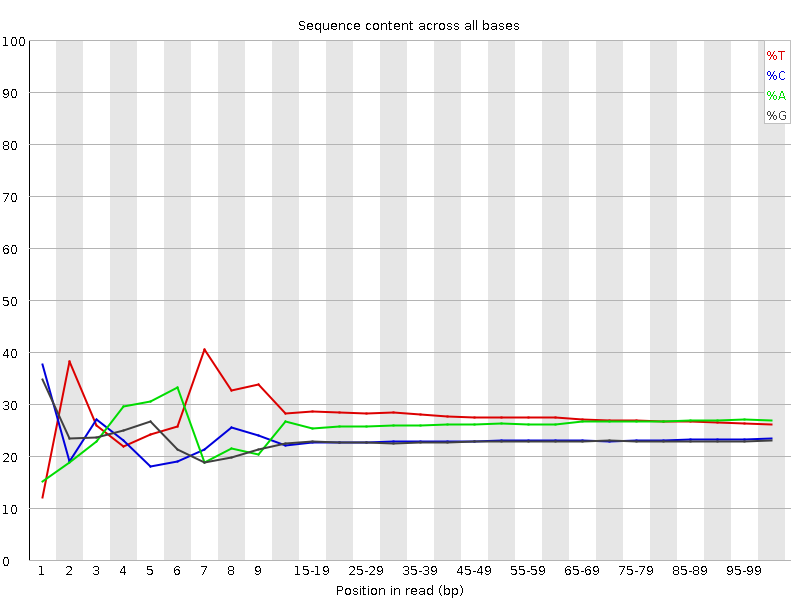 Sequence content across all bases
100
90
80
70
60
50
40
30
20
10
0
%T
%C
%A
%G
1 2 3 4 5 6 7 8 9 15-19 25-29 35-39 45-49 55-59 65-69 75-79 85-89 95-99
Position in read (bp)